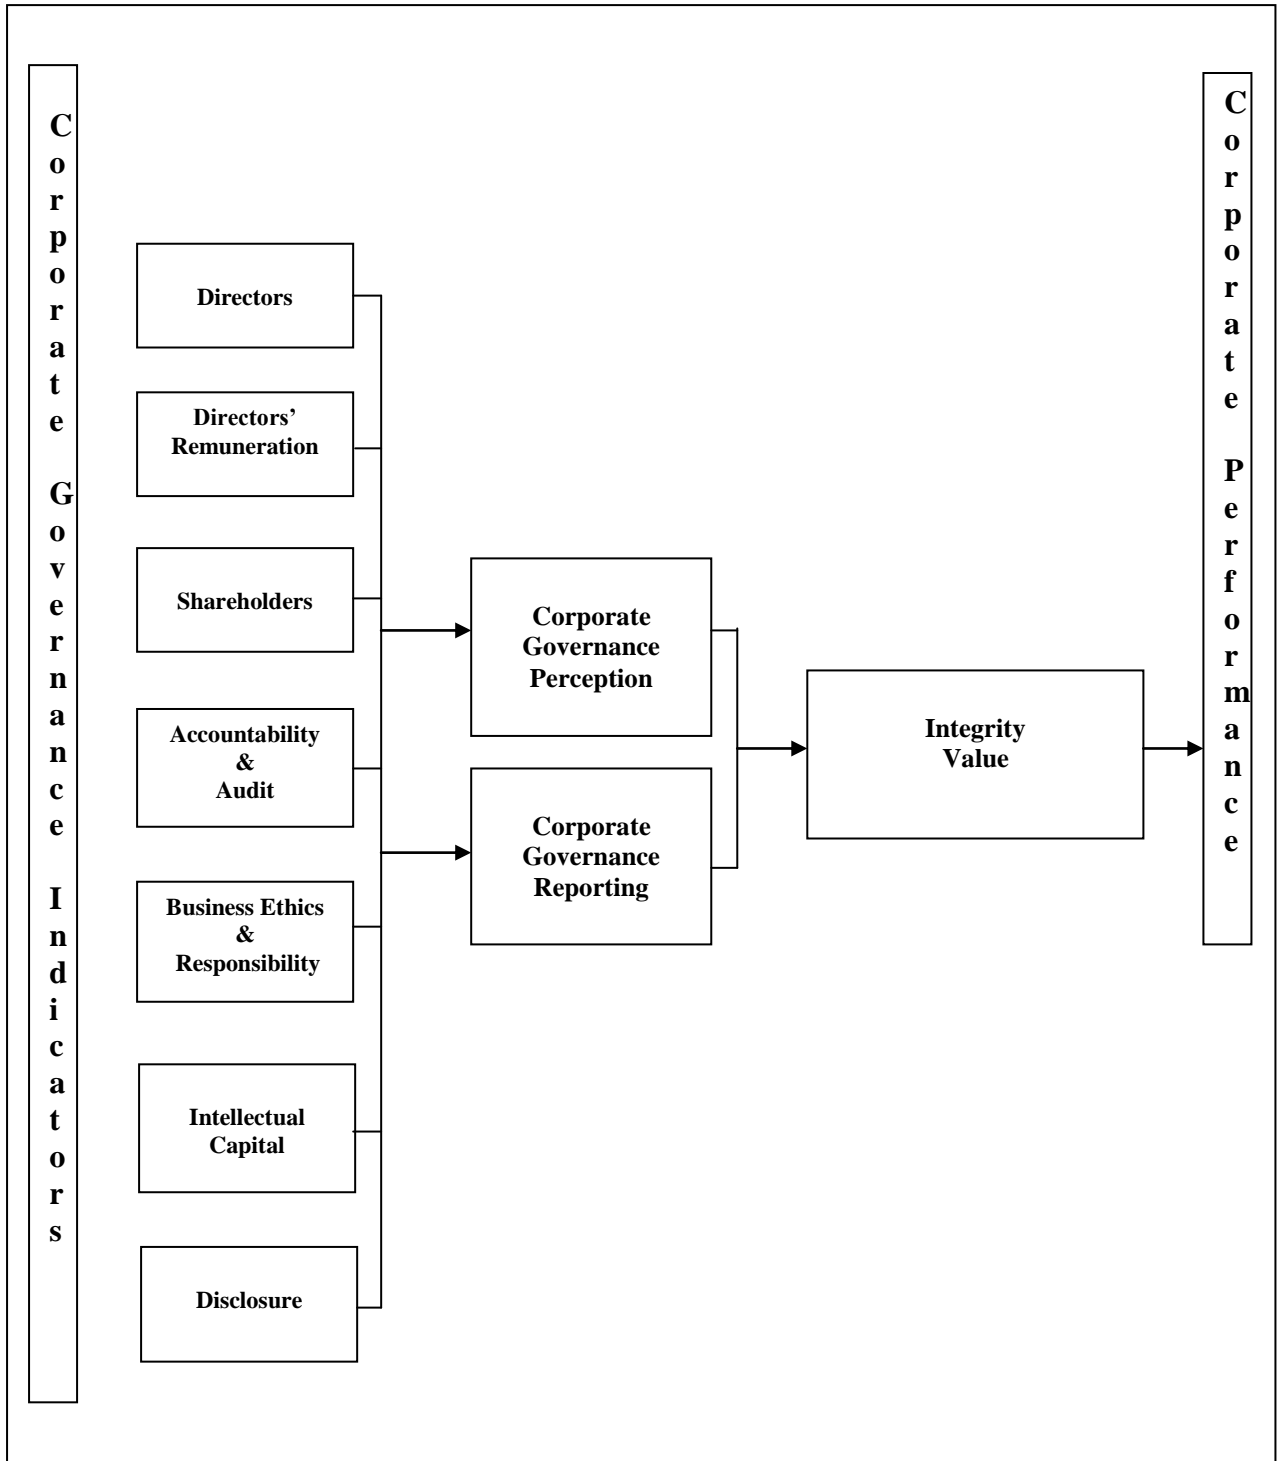 Corporate Governance Indicators
Directors
Directors’
Remuneration
Shareholders
Accountability
&
Audit
Business Ethics
&
Responsibility
Intellectual
Capital
Disclosure
Corporate
Governance
Perception
Corporate
Governance
Reporting
Integrity
Value
Corporate Performance